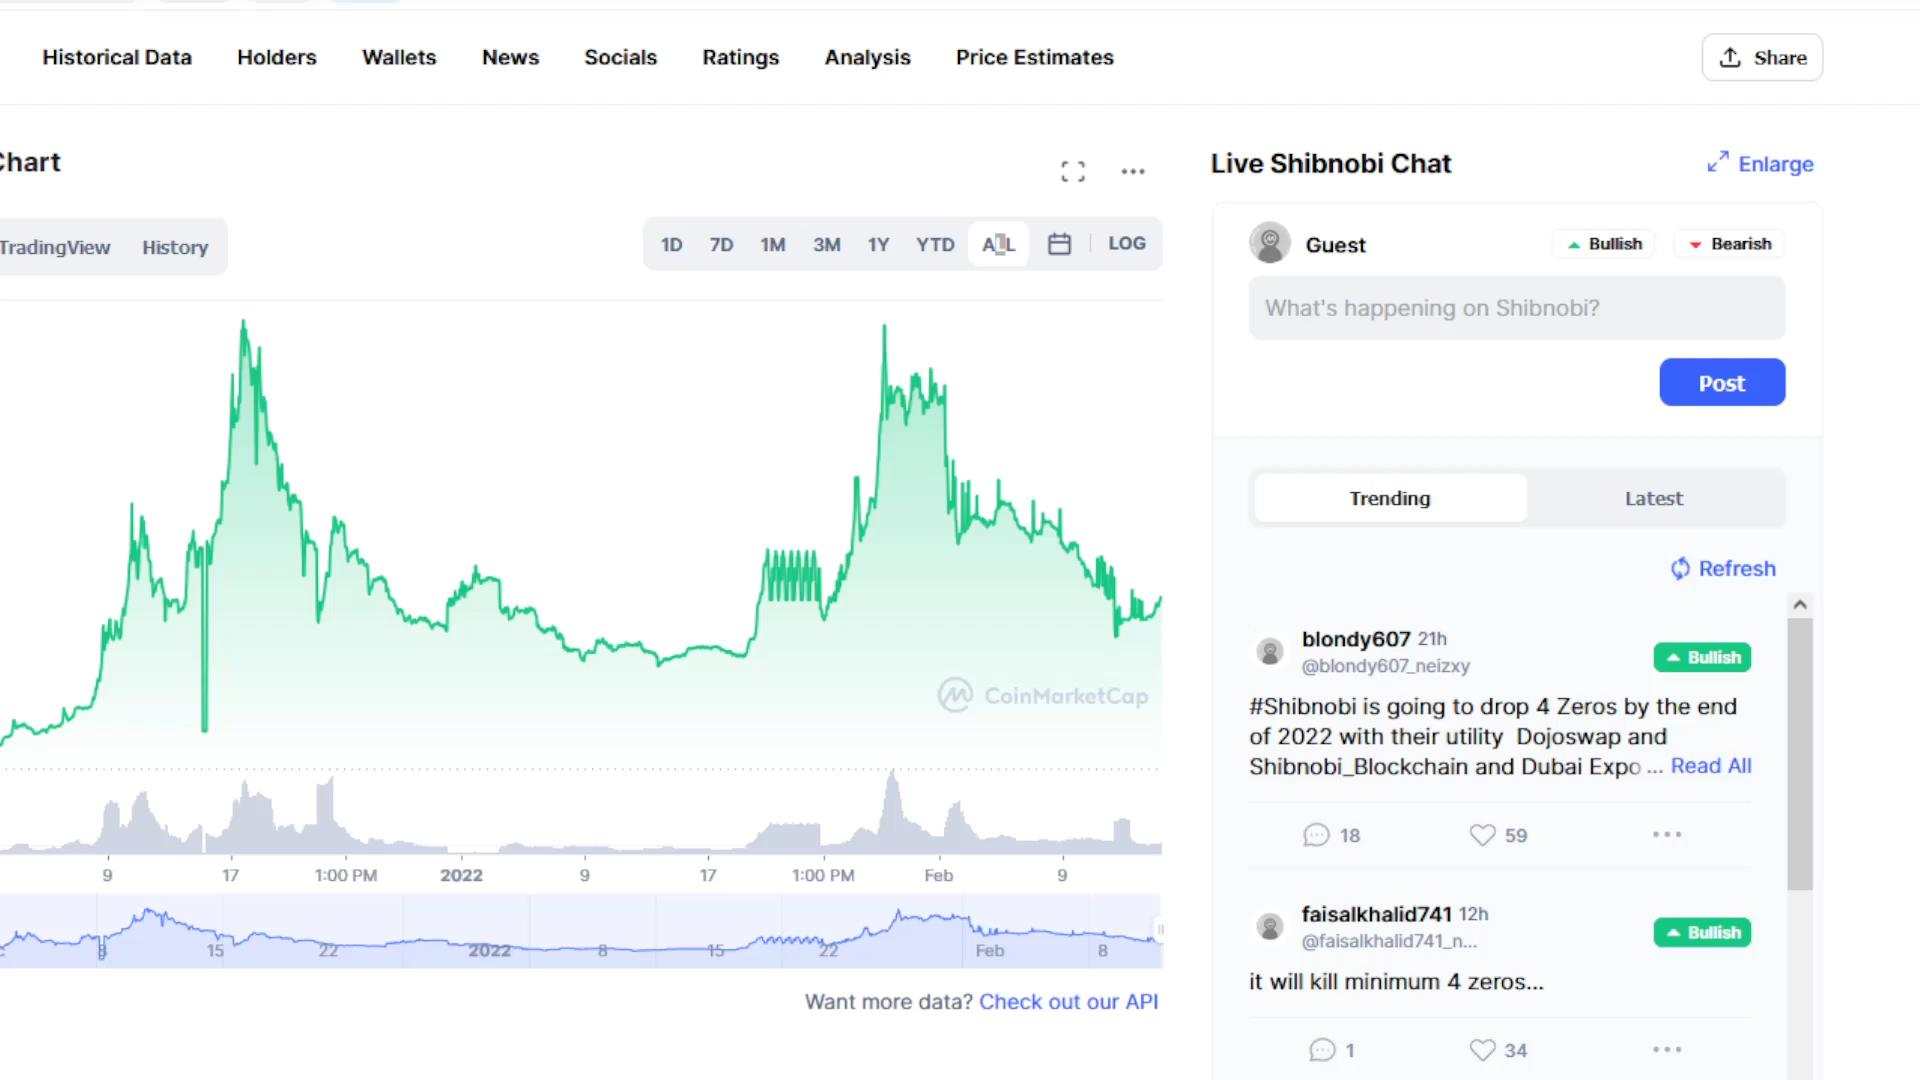 Historical Data Holders Wallets News Socials Ratings Analysis Price Estimates Share
Chart
TradingView History
1D 7D 1M 3M 1Y YTD ALL LOG
CoinMarketCap
9 17 1:00 PM 2022 9 17 1:00 PM Feb 9
8 15 22 2022 8 15 22 Feb 8
Want more data? Check out our API
Live Shibnobi Chat Enlarge
Guest Bullish Bearish
What's happening on Shibnobi?
Post
Trending Latest
Refresh
blondy607 21h
@blondy607_neizxy Bullish
#Shibnobi is going to drop 4 Zeros by the end
of 2022 with their utility Dojoswap and
Shibnobi_Blockchain and Dubai Expo ... Read All
18 59
faisalkhalid741 12h
@faisalkhalid741_n... Bullish
it will kill minimum 4 zeros...
1 34